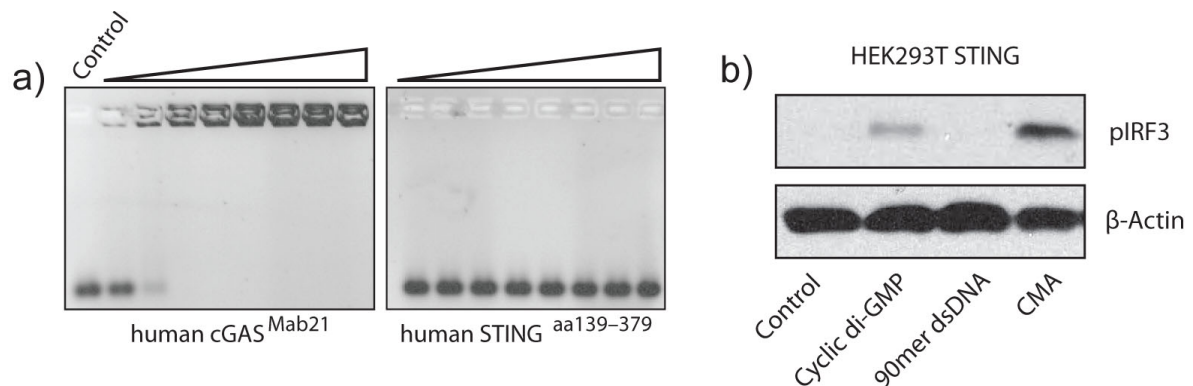 a)
Control
human cGAS Mab21
human STING aa139–379
b)
HEK293T STING
pIRF3
β-Actin
Control
Cyclic di-GMP
90mer dsDNA
CMA